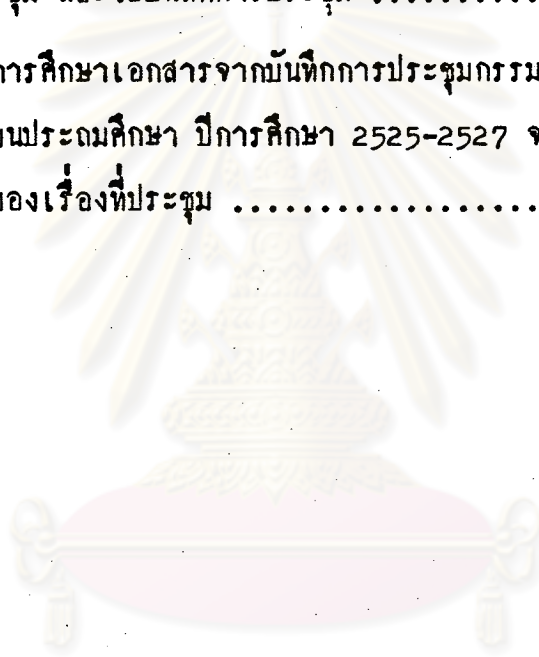 การศึกษาเอกสารจากบันทึกการประชุมกรรม
ยนประถมศึกษา ปีการศึกษา 2525-2527 จ
ของเรื่องที่ประชุม ....................